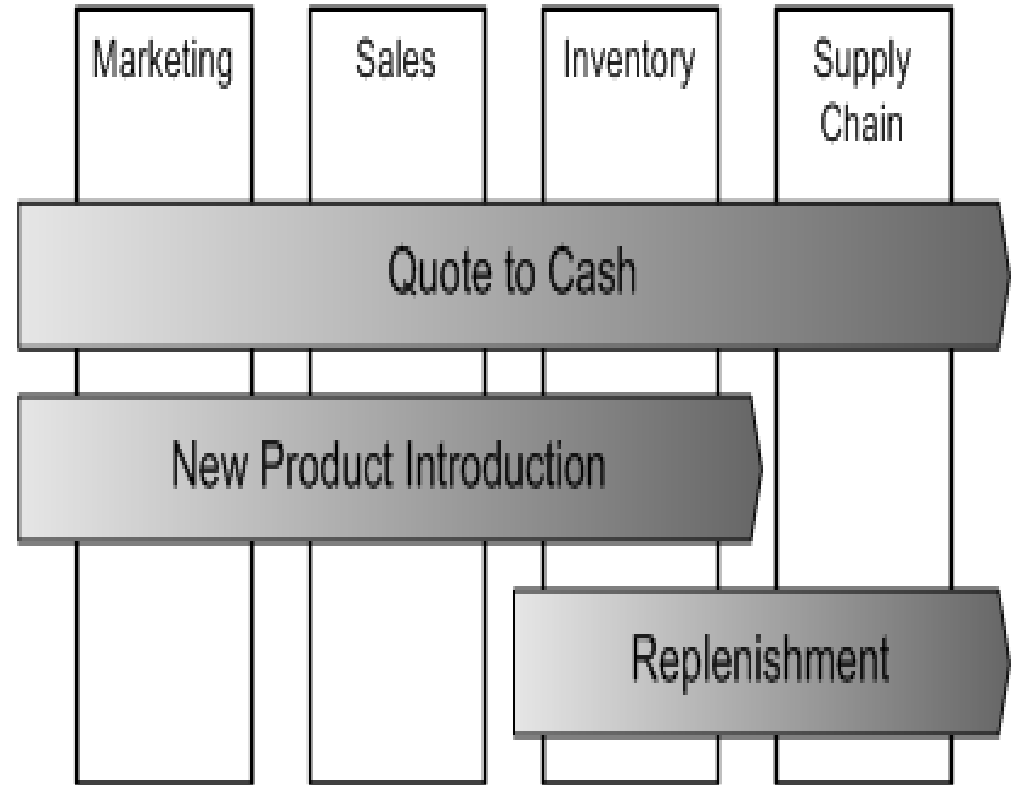 Marketing
Sales
Inventory
Supply
Chain
Quote to Cash
New Product Introduction
Replenishment